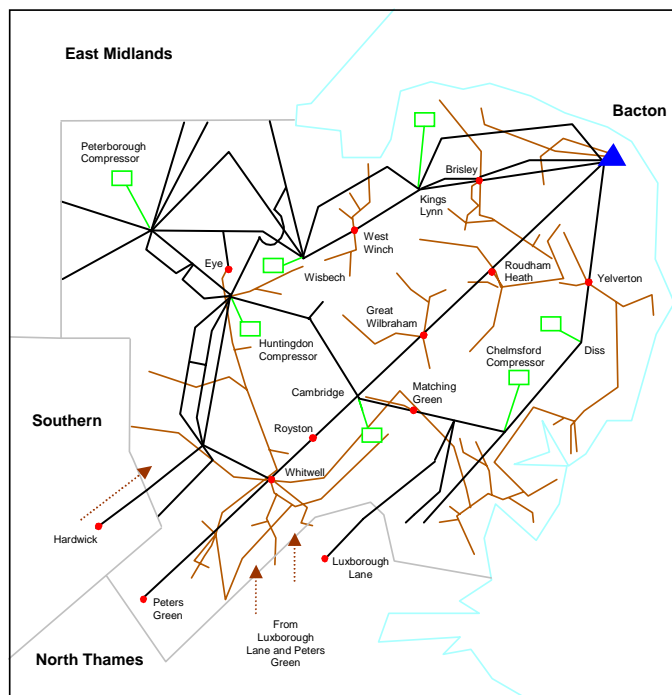 East Midlands
Bacton
Peterborough
Compressor
Brisley
Kings
Lynn
West
Winch
Eye
Wisbech
Roudham
Heath
Yelverton
Great
Wilbraham
Huntingdon
Compressor
Chelmsford
Compressor
Diss
Cambridge
Matching
Green
Southern
Royston
Whitwell
Hardwick
Luxborough
Lane
Peters
Green
From
Luxborough
Lane and Peters
Green
North Thames